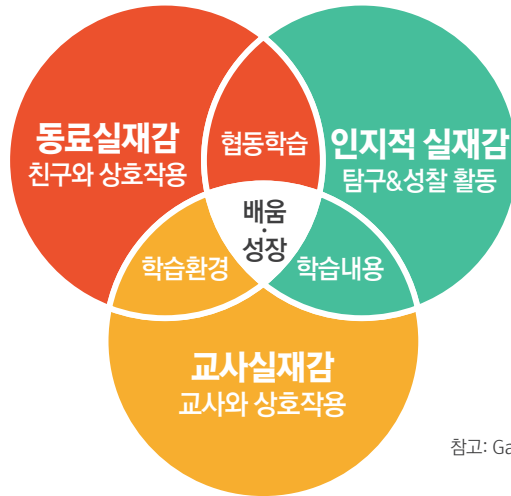 동료실재감
친구와 상호작용
협동학습
인지적 실재감
탐구&성찰 활동
배움
·
성장
학습환경
학습내용
교사실재감
교사와 상호작용
참고: Ga